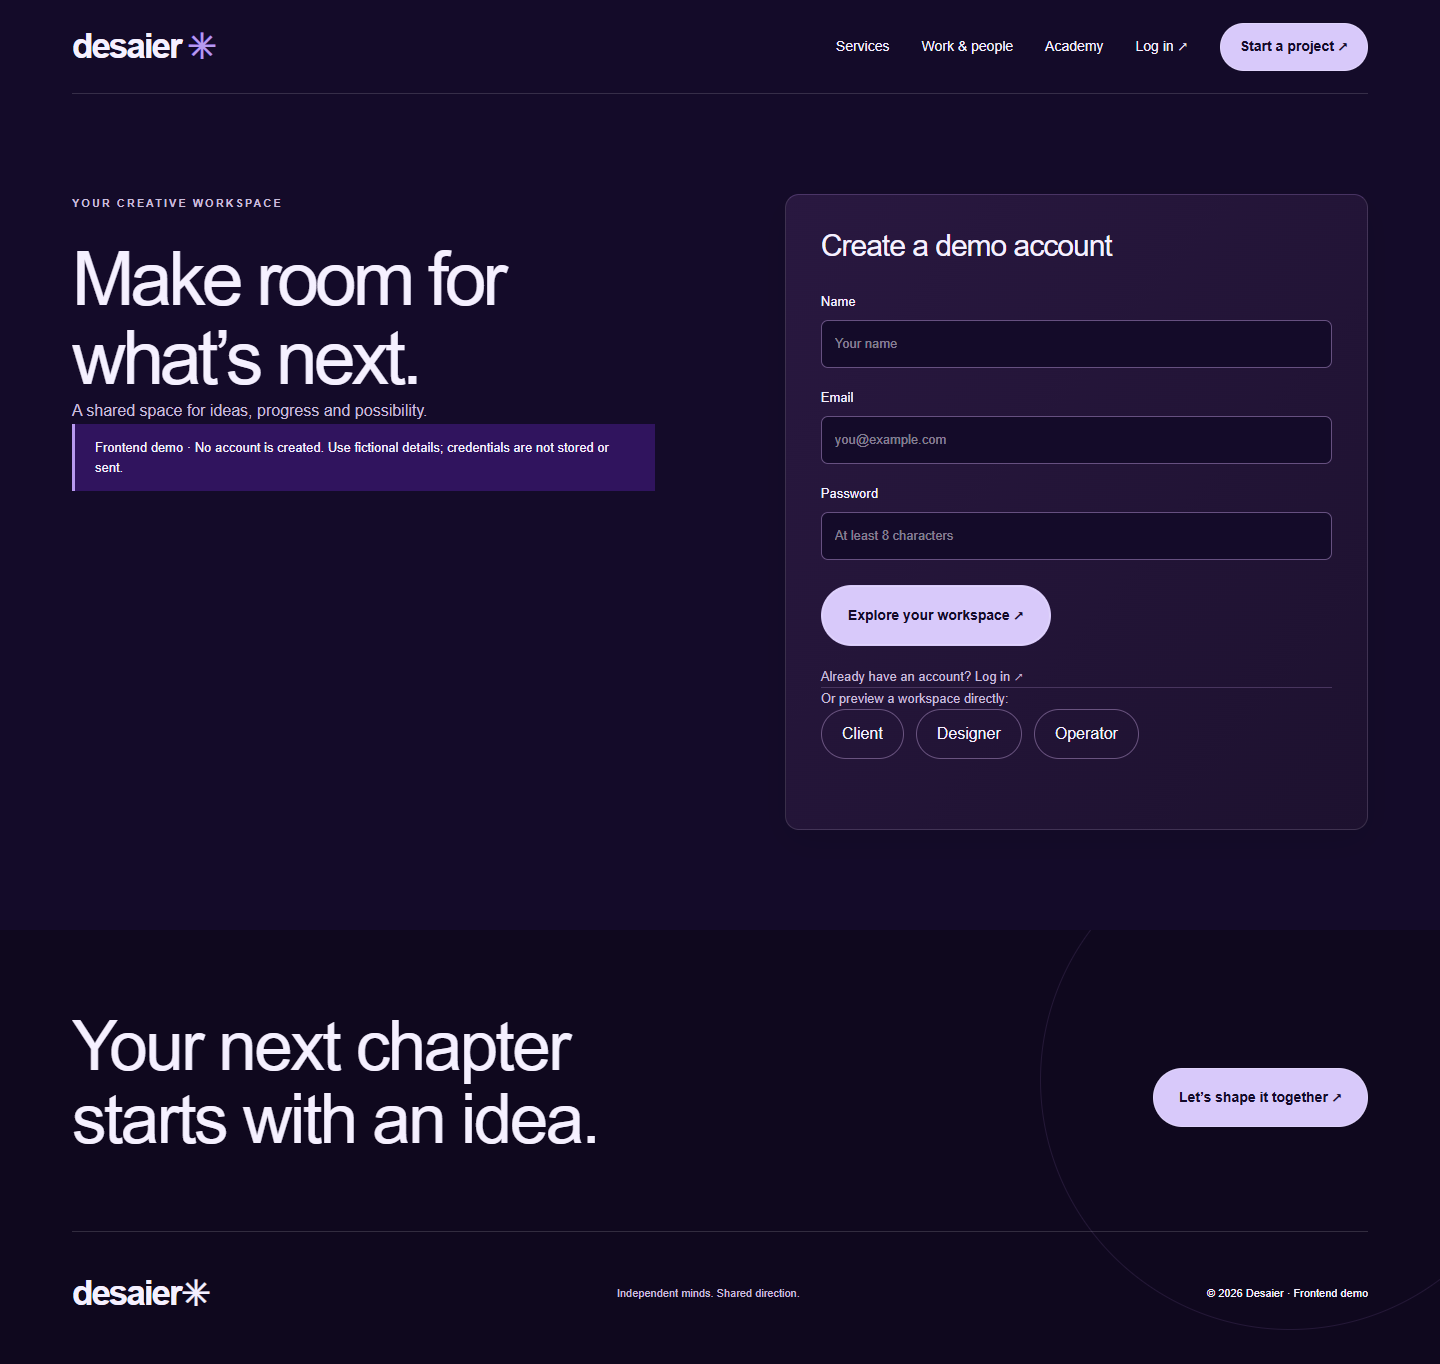 desaier
Services
Work & people
Academy
Log in ↗
Start a project ↗
YOUR CREATIVE WORKSPACE
Make room for
what’s next.
A shared space for ideas, progress and possibility.
Frontend demo · No account is created. Use fictional details; credentials are not stored or
sent.
Create a demo account
Name
Your name
Email
you@example.com
Password
At least 8 characters
Explore your workspace ↗
Already have an account? Log in ↗
Or preview a workspace directly:
Client
Designer
Operator
Your next chapter
starts with an idea.
Let’s shape it together ↗
desaier
Independent minds. Shared direction.
© 2026 Desaier · Frontend demo